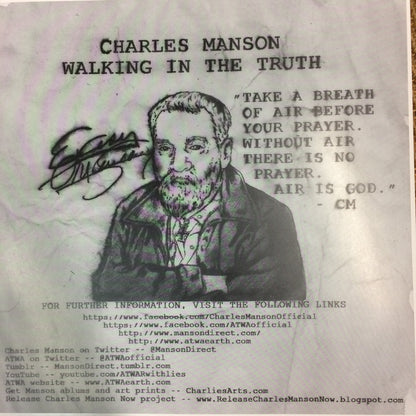 CHARLES MANSON
WALKING IN THE TRUTH
"TAKE A BREATH
OF AIR BEFORE
YOUR PRAYER.
WITHOUT AIR
THERE IS NO
PRAYER.
AIR IS GOD."
- CM
FOR FURTHER INFORMATION, VISIT THE FOLLOWING LINKS
https://www.facebook.com/CharlesMansonOfficial
https://www.facebook.com/ATWAofficial
http://www.mansondirect.com/
http://www.atwaearth.com
Charles Manson on Twitter -- @MansonDirect
ATWA on Twitter -- @ATWAofficial
Tumblr -- MansonDirect.tumblr.com
YouTube -- youtube.com/ATWARwithlies
ATWA website -- www.ATWAearth.com
Get Manson ablums and art prints -- CharliesArts.com
Release Charles Manson Now project -- www.ReleaseCharlesMansonNow.blogspot.com